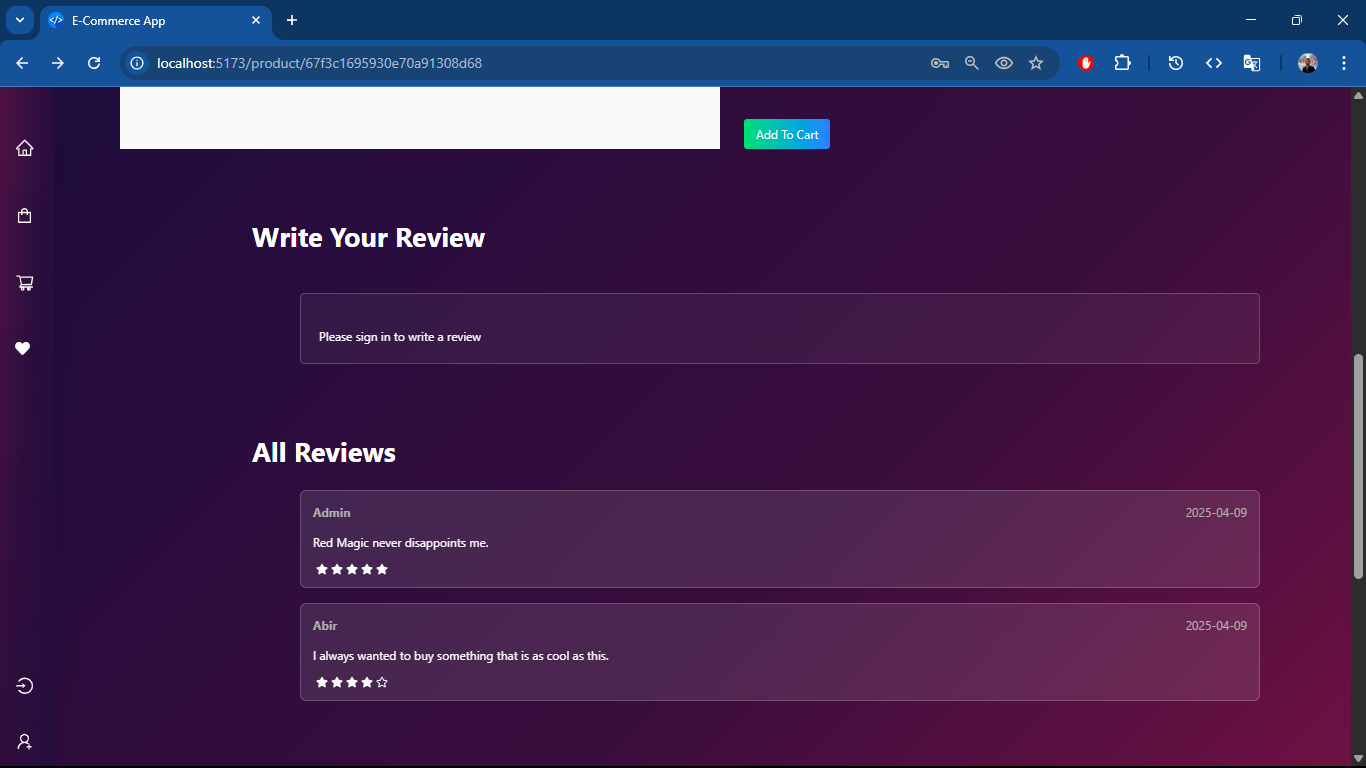 E-Commerce App
localhost:5173/product/67f3c1695930e70a91308d68
Add To Cart
Write Your Review
Please sign in to write a review
All Reviews
Admin 2025-04-09
Red Magic never disappoints me.
Abir 2025-04-09
I always wanted to buy something that is as cool as this.